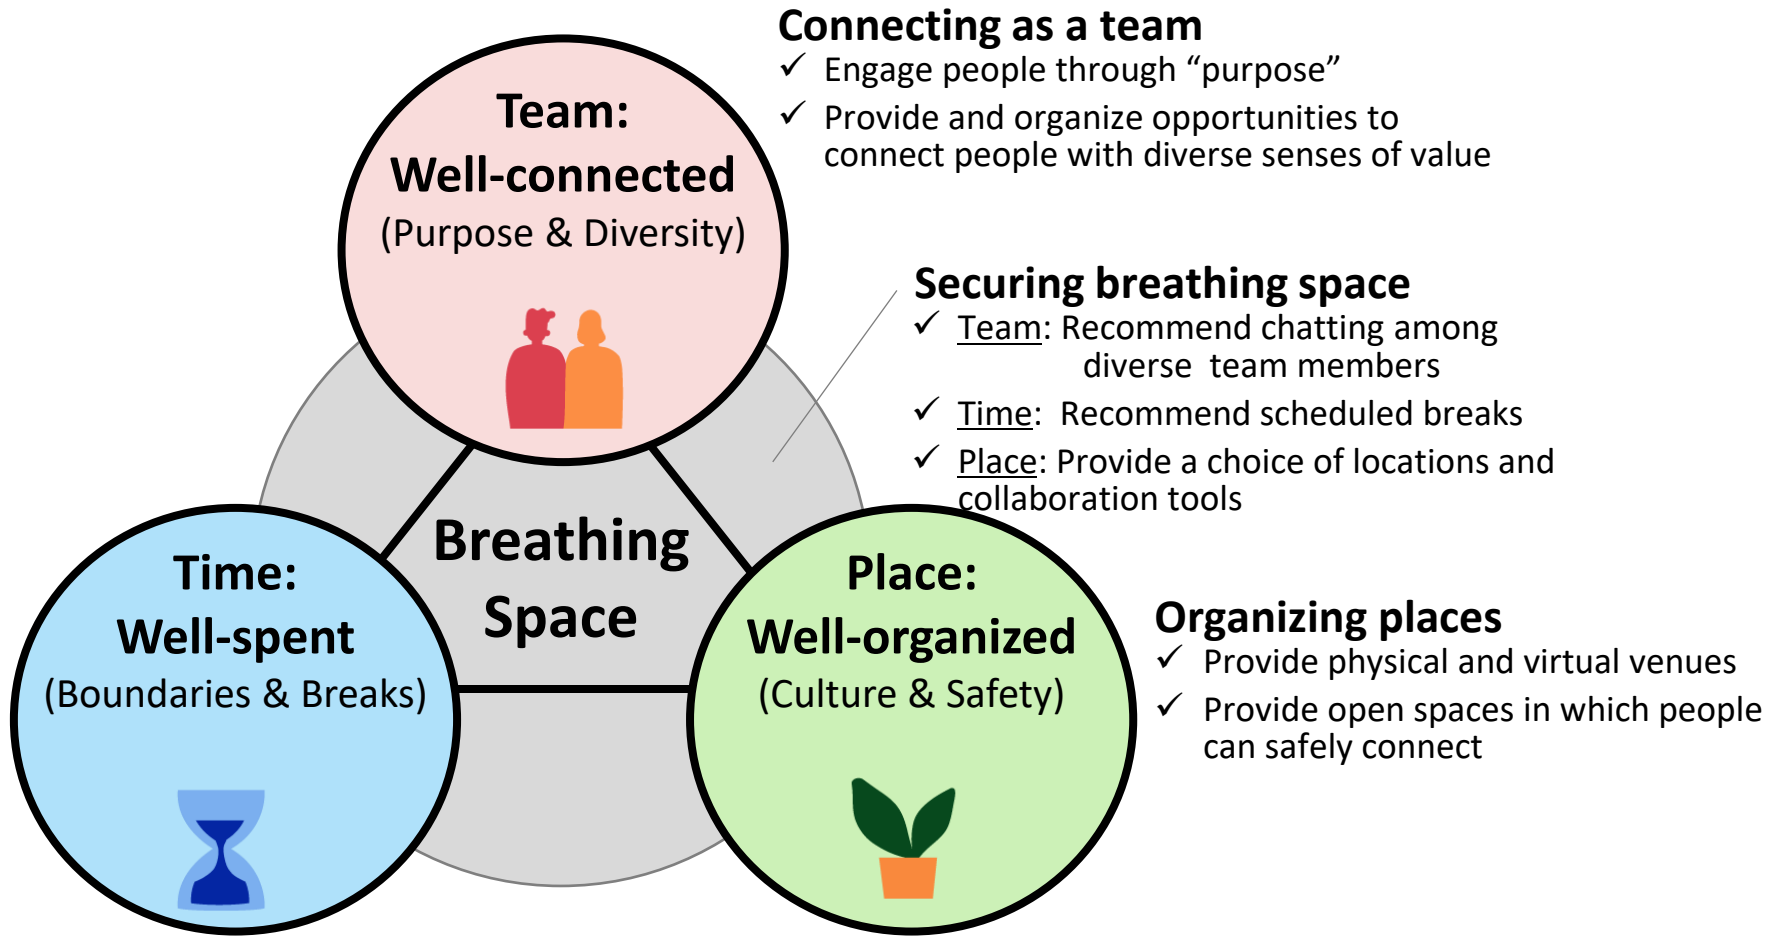 Connecting as a team
✓ Engage people through “purpose”
✓ Provide and organize opportunities to
connect people with diverse senses of value
Team:
Well-connected
(Purpose & Diversity)
Securing breathing space
✓ Team: Recommend chatting among
diverse team members
✓ Time: Recommend scheduled breaks
✓ Place: Provide a choice of locations and
collaboration tools
Breathing
Space
Time:
Well-spent
(Boundaries & Breaks)
Place:
Well-organized
(Culture & Safety)
Organizing places
✓ Provide physical and virtual venues
✓ Provide open spaces in which people
can safely connect